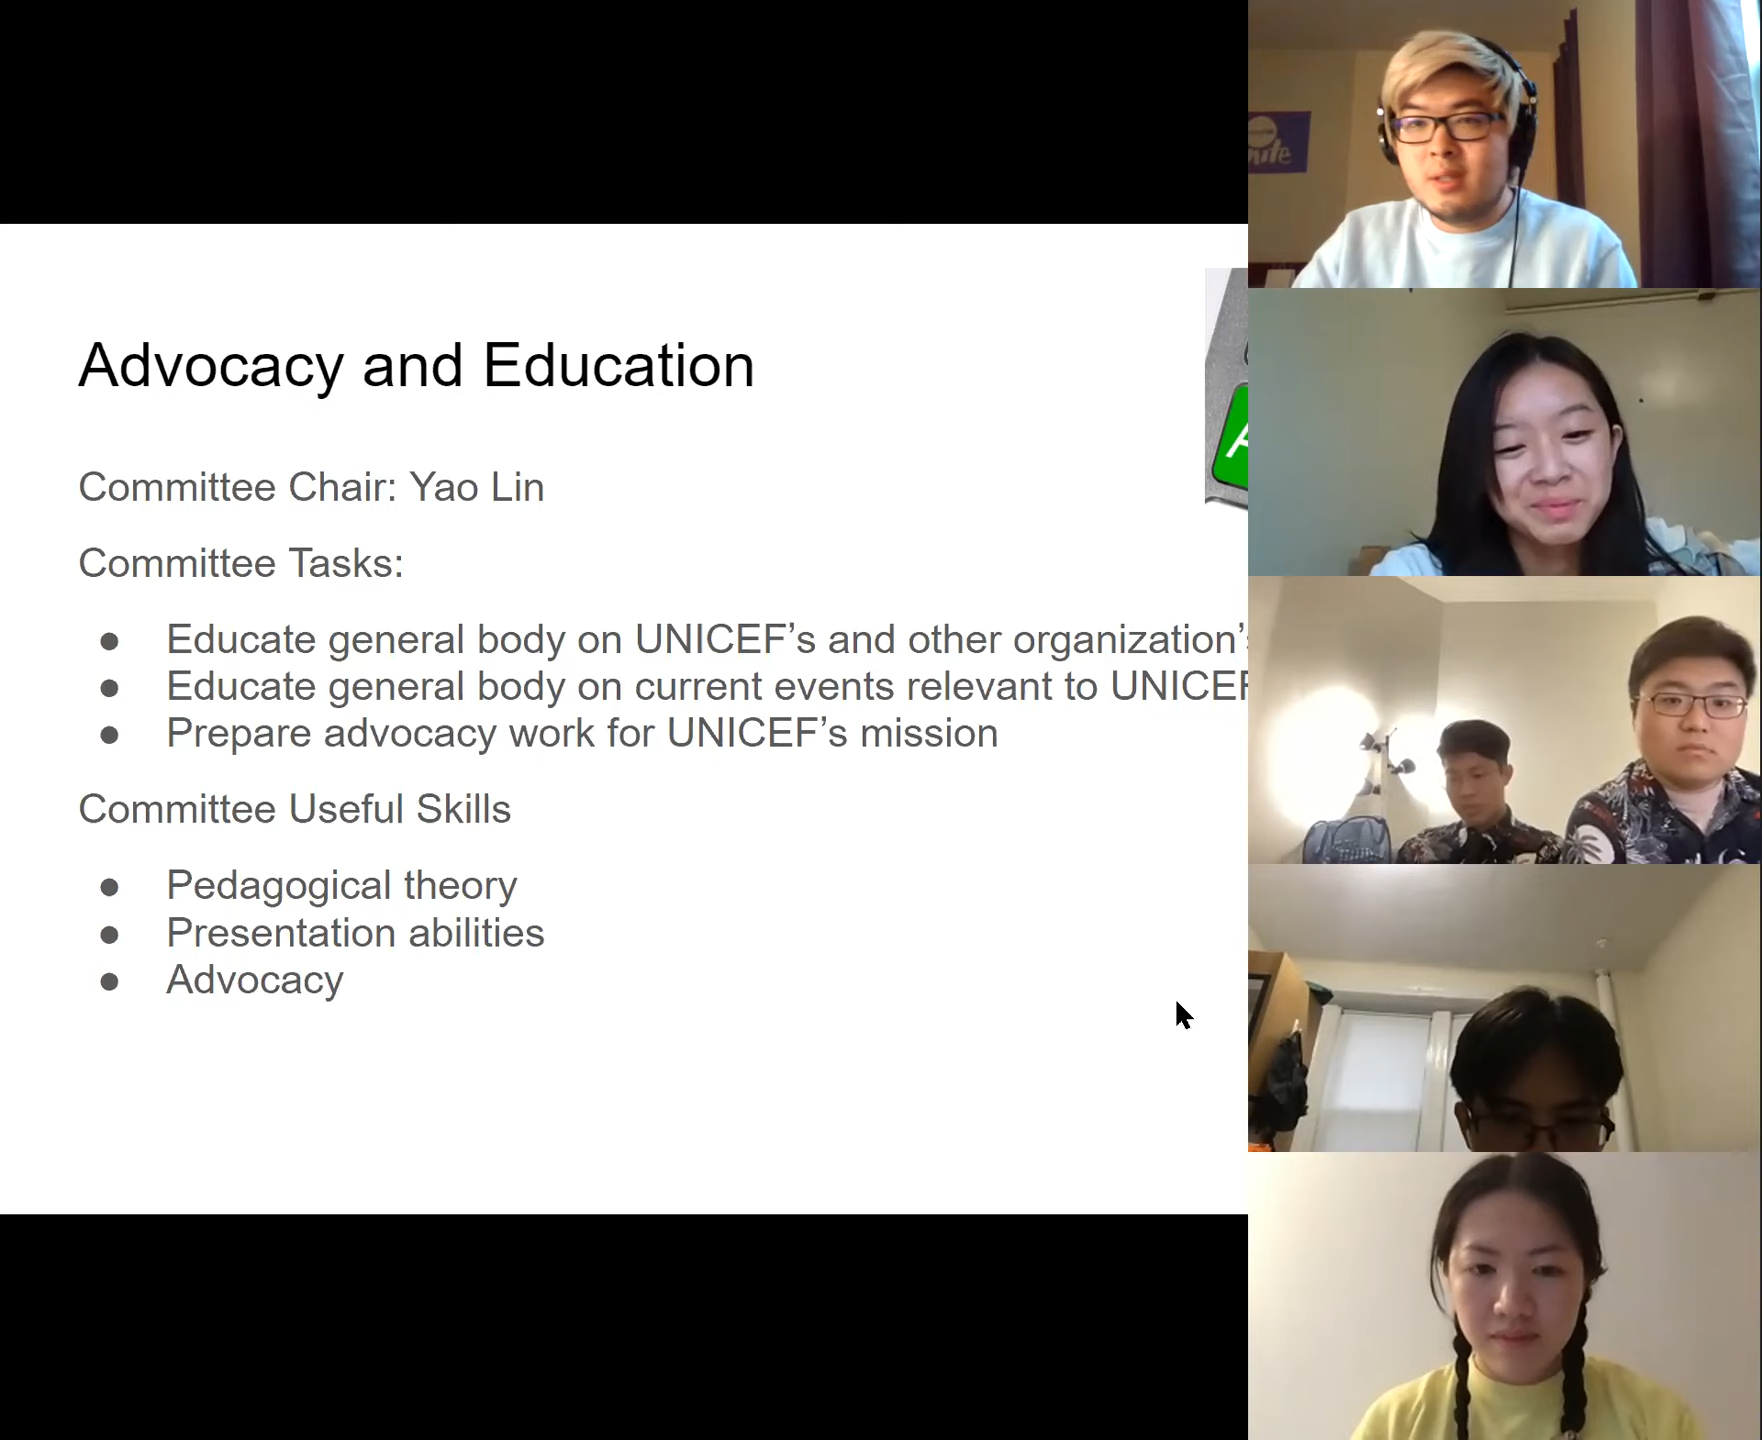 Advocacy and Education
Committee Chair: Yao Lin
Committee Tasks:
● Educate general body on UNICEF’s and other organization’s
● Educate general body on current events relevant to UNICEF
● Prepare advocacy work for UNICEF’s mission
Committee Useful Skills
● Pedagogical theory
● Presentation abilities
● Advocacy
A